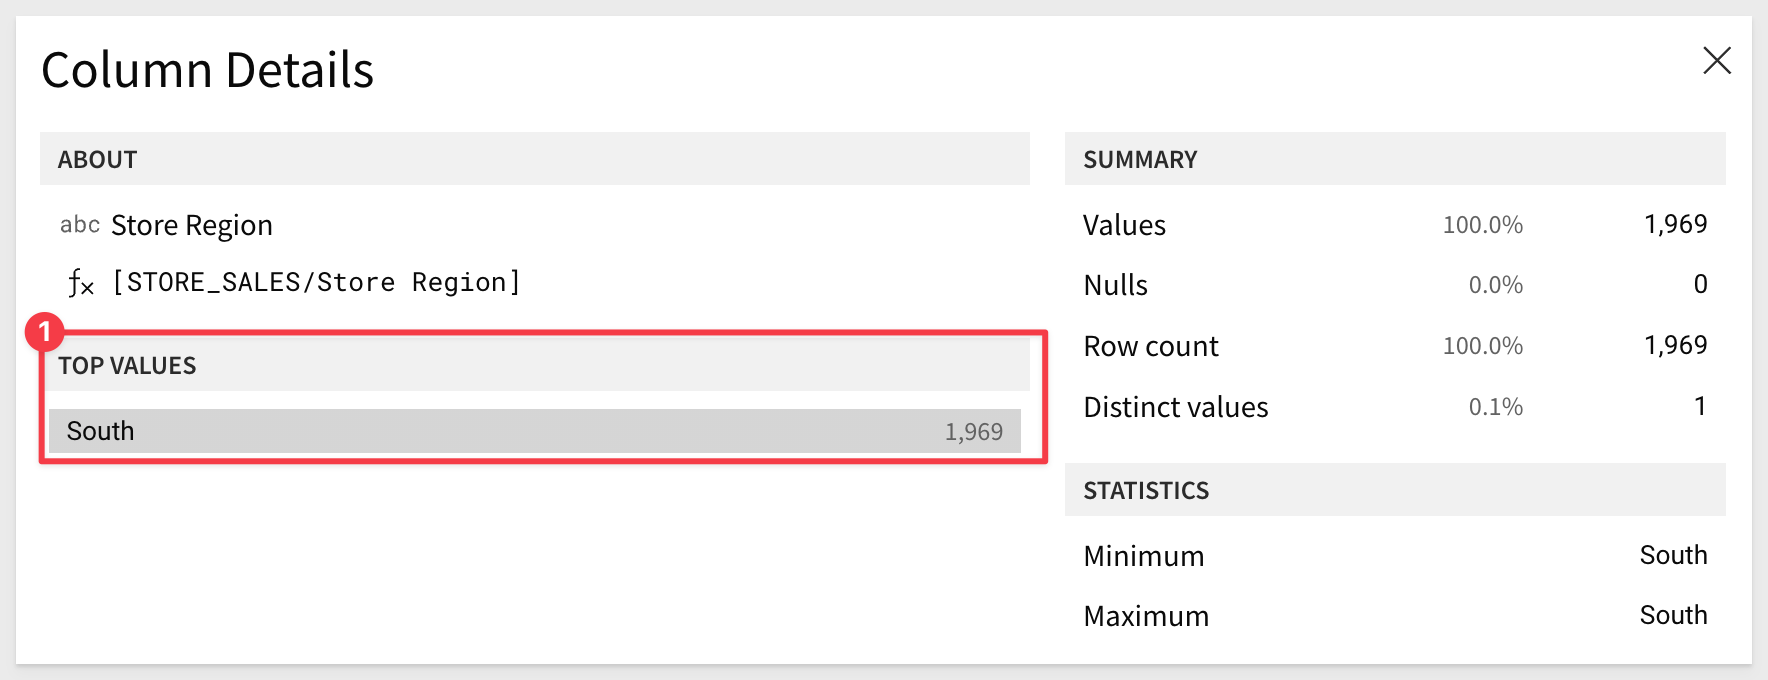 Column Details
ABOUT
abc Store Region
fx [STORE_SALES/Store Region]
1
TOP VALUES
South 1,969
SUMMARY
Values 100.0% 1,969
Nulls 0.0% 0
Row count 100.0% 1,969
Distinct values 0.1% 1
STATISTICS
Minimum South
Maximum South